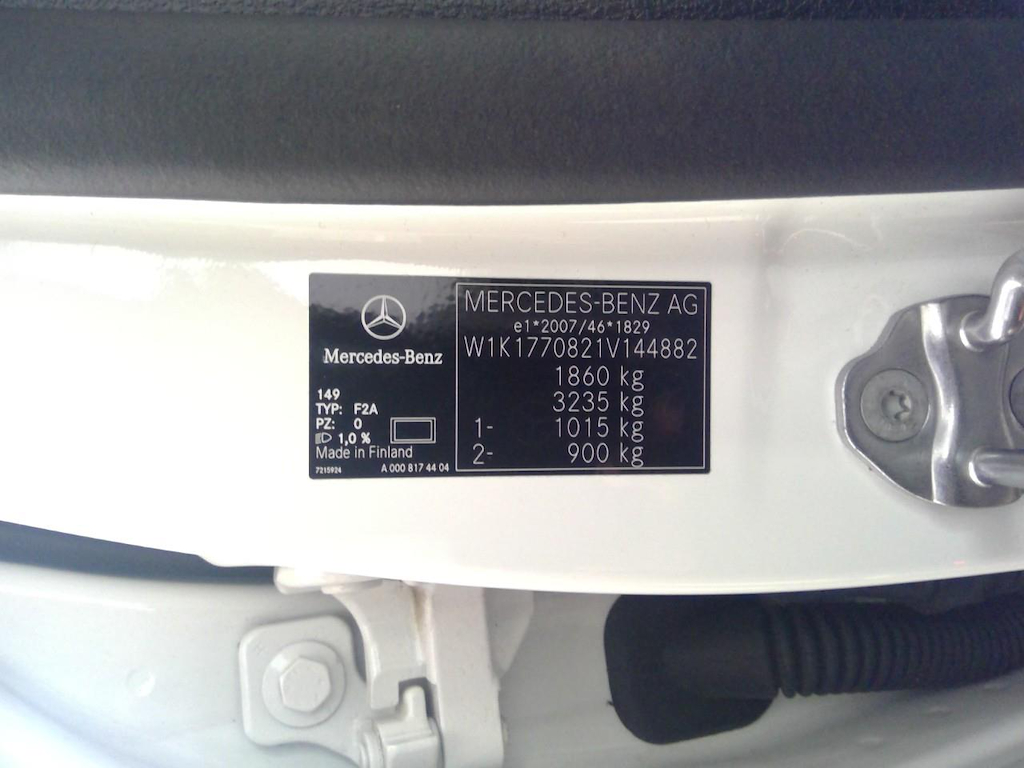 Mercedes-Benz
149
TYP: F2A
PZ: 0
1,0 %
Made in Finland
7215924 A 000 817 44 04
MERCEDES-BENZ AG
e1*2007/46*1829
W1K1770821V144882
1860 kg
3235 kg
1- 1015 kg
2- 900 kg